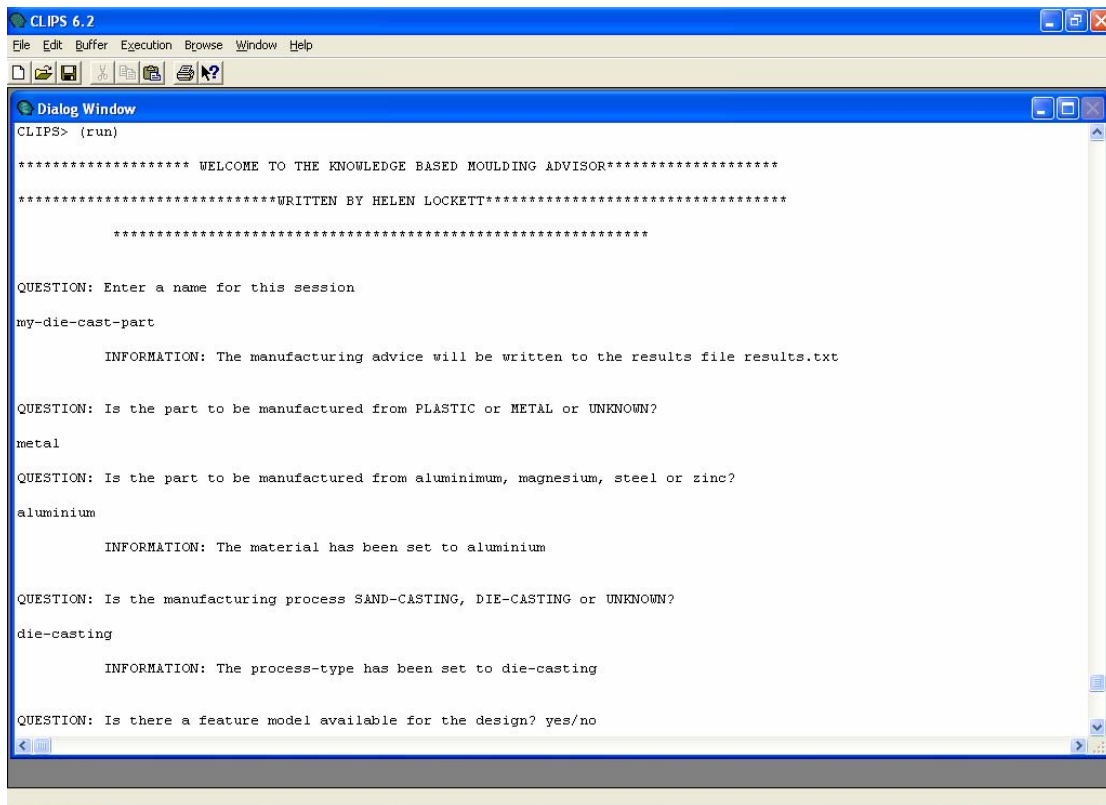 CLIPS 6.2
File Edit Buffer Execution Browse Window Help
Dialog Window
CLIPS> (run)
******************** WELCOME TO THE KNOWLEDGE BASED MOULDING ADVISOR********************
******************************WRITTEN BY HELEN LOCKETT***********************************
**************************************************************
QUESTION: Enter a name for this session
my-die-cast-part
INFORMATION: The manufacturing advice will be written to the results file results.txt
QUESTION: Is the part to be manufactured from PLASTIC or METAL or UNKNOWN?
metal
QUESTION: Is the part to be manufactured from aluminimum, magnesium, steel or zinc?
aluminium
INFORMATION: The material has been set to aluminium
QUESTION: Is the manufacturing process SAND-CASTING, DIE-CASTING or UNKNOWN?
die-casting
INFORMATION: The process-type has been set to die-casting
QUESTION: Is there a feature model available for the design? yes/no